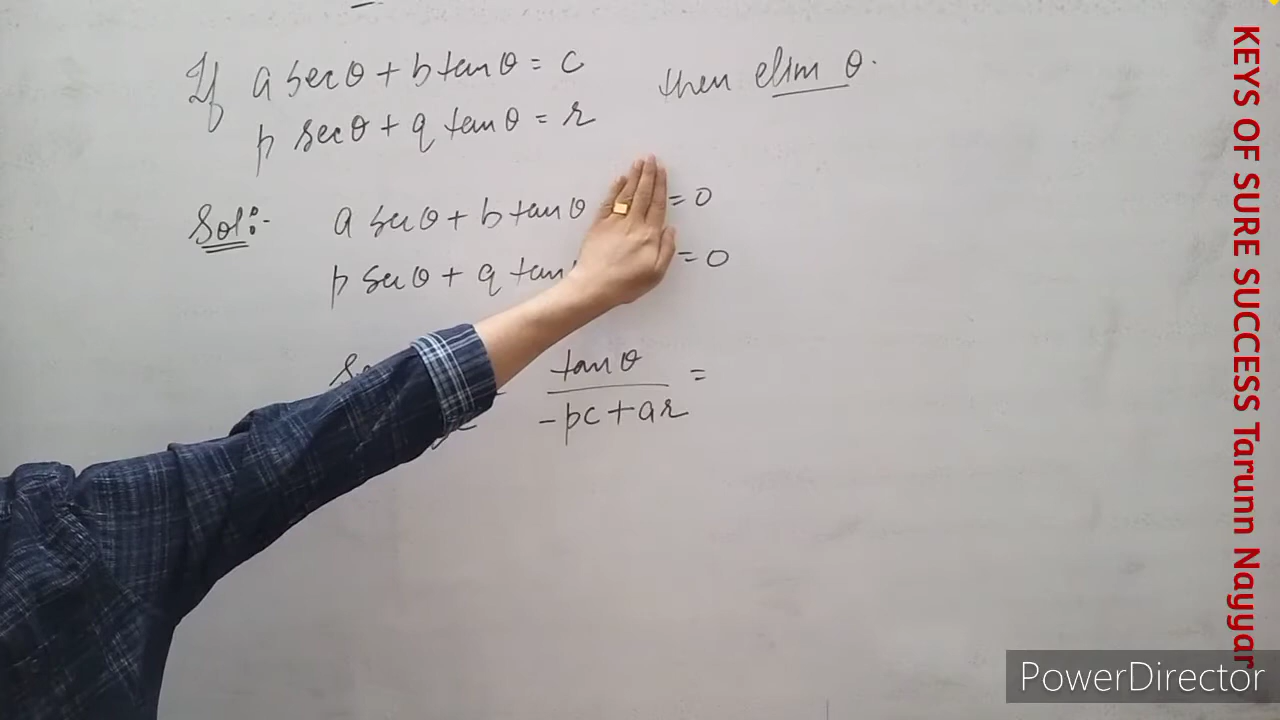 If a secθ + b tanθ = c
then elim θ.
p secθ + q tanθ = r
Sol:- a secθ + b tanθ = 0
p secθ + q tan = 0
tanθ =
-pc + ar
KEYS OF SURE SUCCESS Tarunn Nayyar
PowerDirector